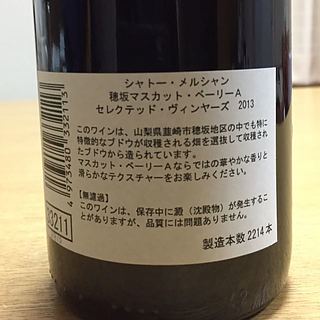 シャトー・メルシャン
穂坂マスカット・ベーリーA
セレクテッド・ヴィンヤーズ 2013
このワインは、山梨県韮崎市穂坂地区の中でも特に
特徴的なブドウが収穫される畑を選抜して収穫され
たブドウから造られています。
マスカット・ベーリーAならではの華やかな香りと
滑らかなテクスチャーをお楽しみください。
【無濾過】
このワインは、保存中に澱（沈殿物）が発生するこ
とがありますが、品質には問題ありません。
製造本数2214本
4973480332113
33211